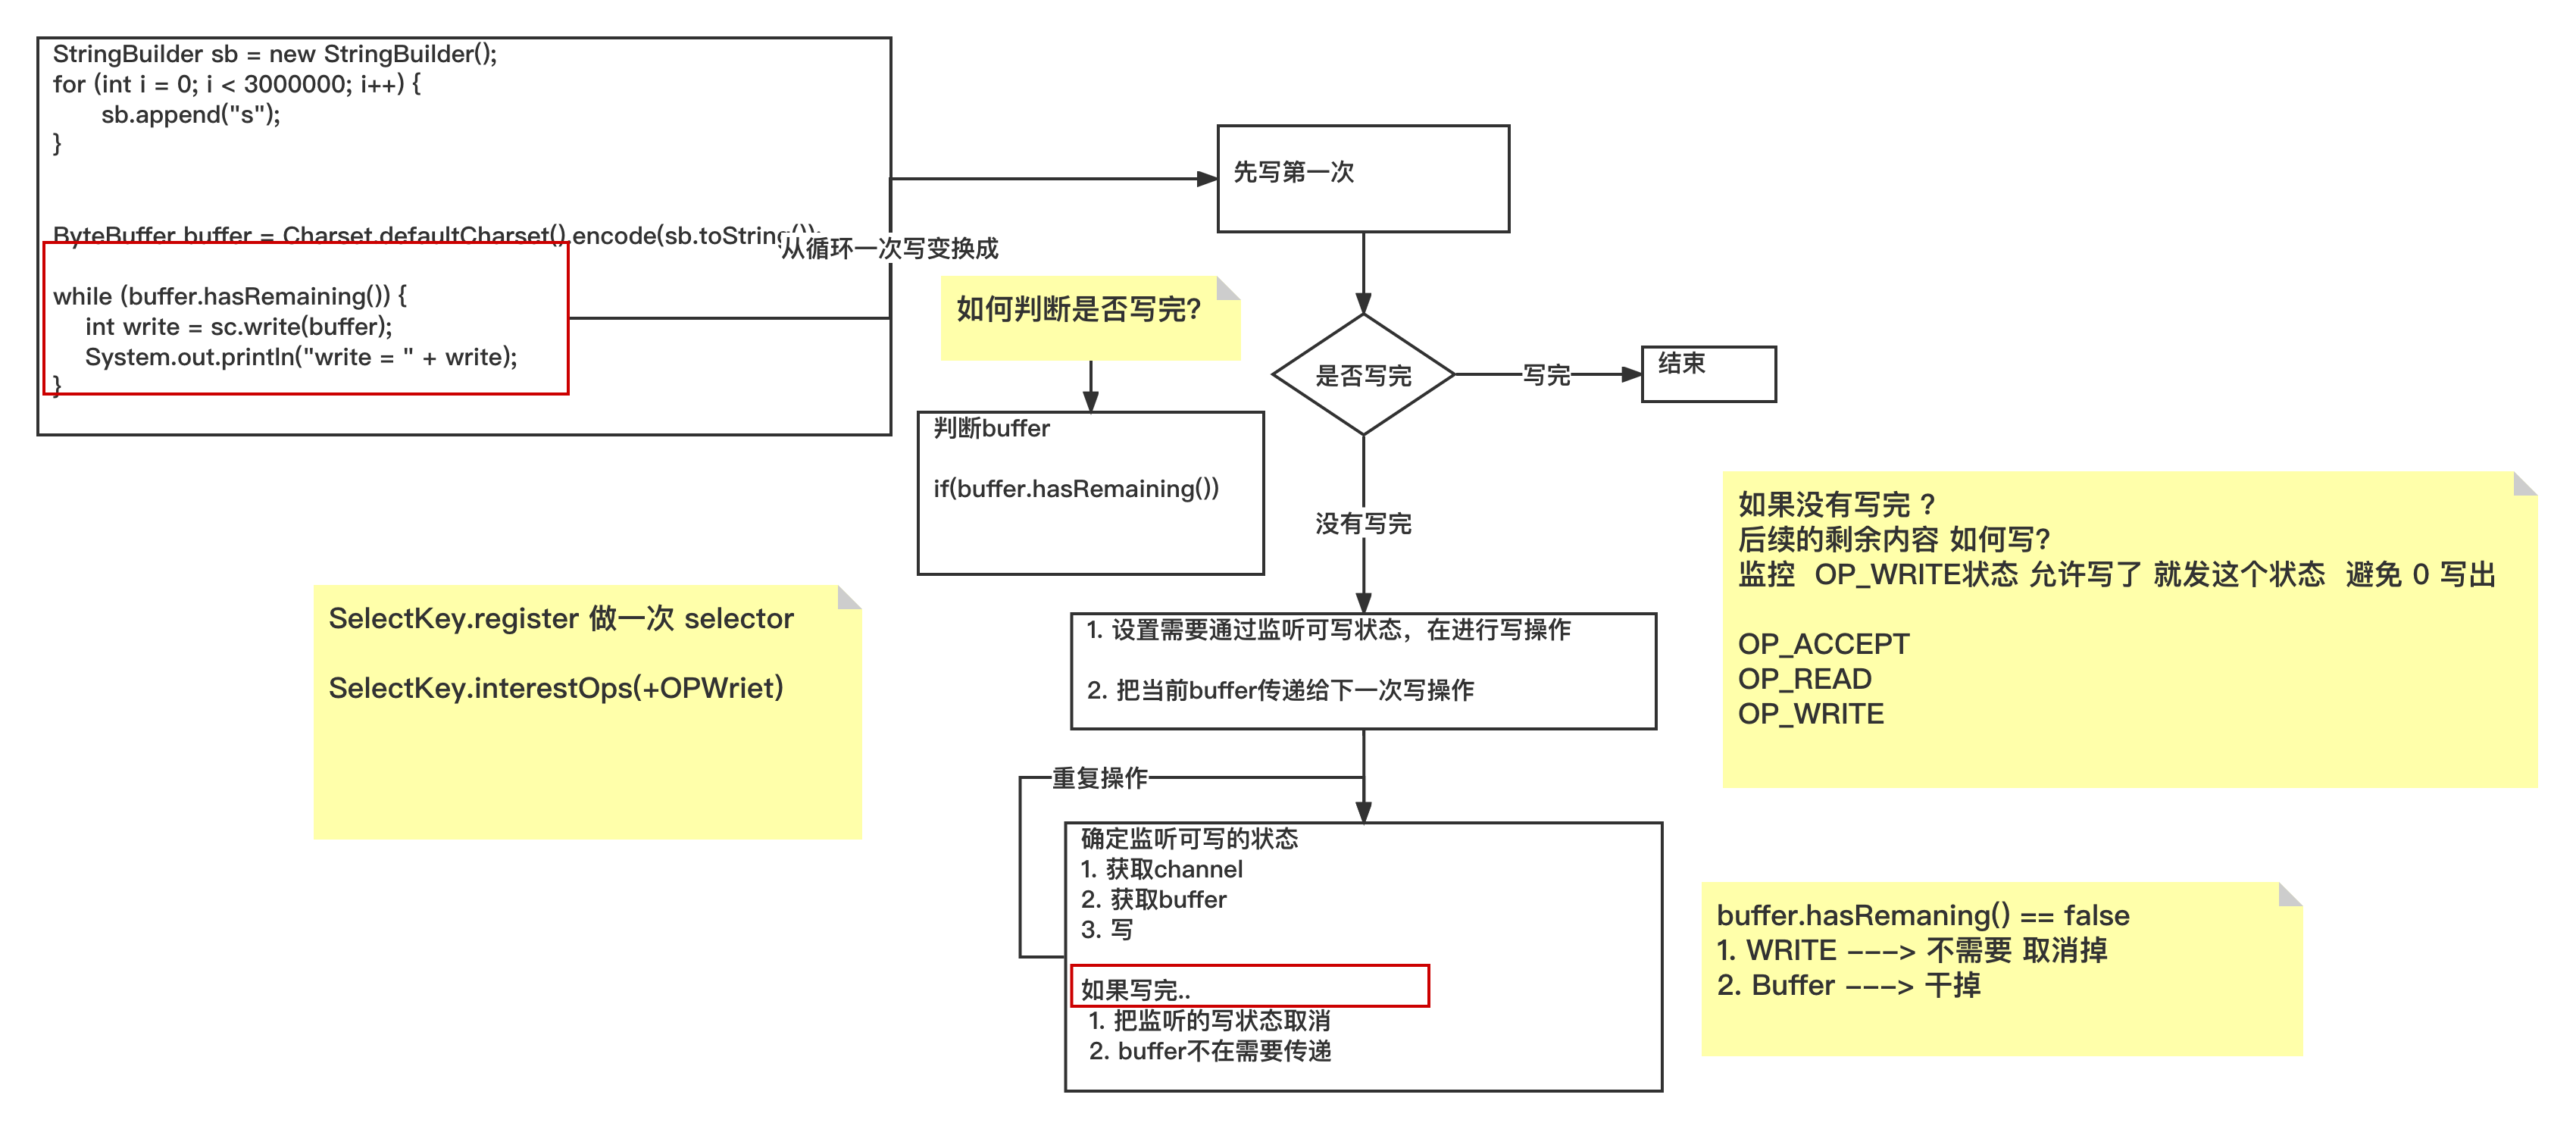 StringBuilder sb = new StringBuilder();
for (int i = 0; i < 3000000; i++) {
sb.append("s");
}
ByteBuffer buffer = Charset.defaultCharset().encode(sb.toString());
while (buffer.hasRemaining()) {
int write = sc.write(buffer);
System.out.println("write = " + write);
}
从循环一次写变换成
先写第一次
如何判断是否写完?
判断buffer
if(buffer.hasRemaining())
是否写完
写完
结束
没有写完
如果没有写完 ?
后续的剩余内容 如何写?
监控 OP_WRITE状态 允许写了 就发这个状态 避免 0 写出
OP_ACCEPT
OP_READ
OP_WRITE
SelectKey.register 做一次 selector
SelectKey.interestOps(+OPWriet)
1. 设置需要通过监听可写状态，在进行写操作
2. 把当前buffer传递给下一次写操作
重复操作
确定监听可写的状态
1. 获取channel
2. 获取buffer
3. 写
如果写完..
1. 把监听的写状态取消
2. buffer不在需要传递
buffer.hasRemaning() == false
1. WRITE ---> 不需要 取消掉
2. Buffer ---> 干掉